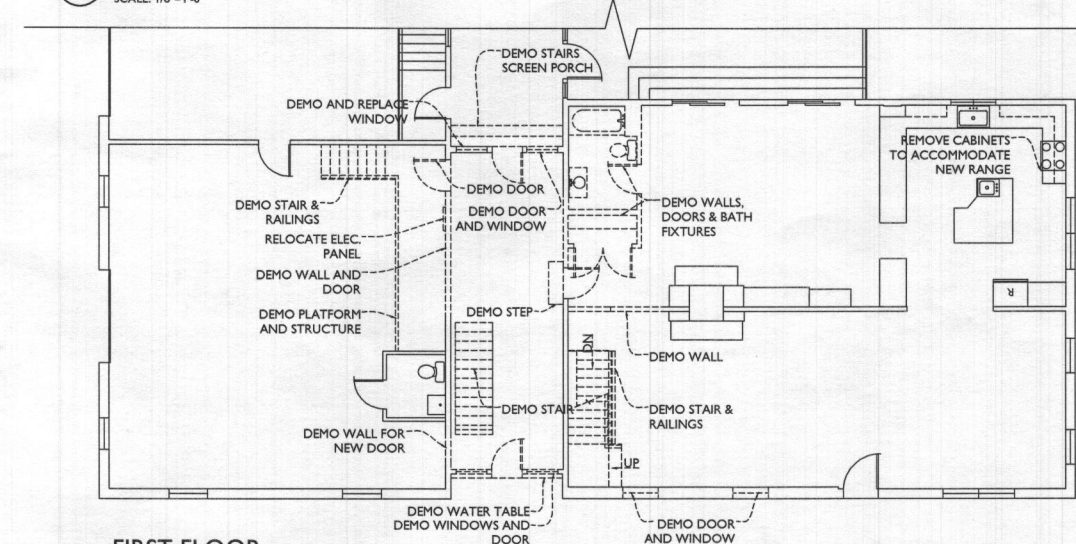 DEMO STAIRS
SCREEN PORCH
DEMO AND REPLACE
WINDOW
REMOVE CABINETS
TO ACCOMMODATE
NEW RANGE
DEMO DOOR
DEMO STAIR &
RAILINGS
DEMO DOOR
AND WINDOW
DEMO WALLS,
DOORS & BATH
FIXTURES
RELOCATE ELEC.
PANEL
DEMO WALL AND
DOOR
R
DEMO PLATFORM
AND STRUCTURE
DEMO STEP
DN
DEMO WALL
DEMO STAIR
DEMO STAIR &
RAILINGS
DEMO WALL FOR
NEW DOOR
UP
DEMO WATER TABLE
DEMO WINDOWS AND
DOOR
DEMO DOOR
AND WINDOW
FIRST FLOOR